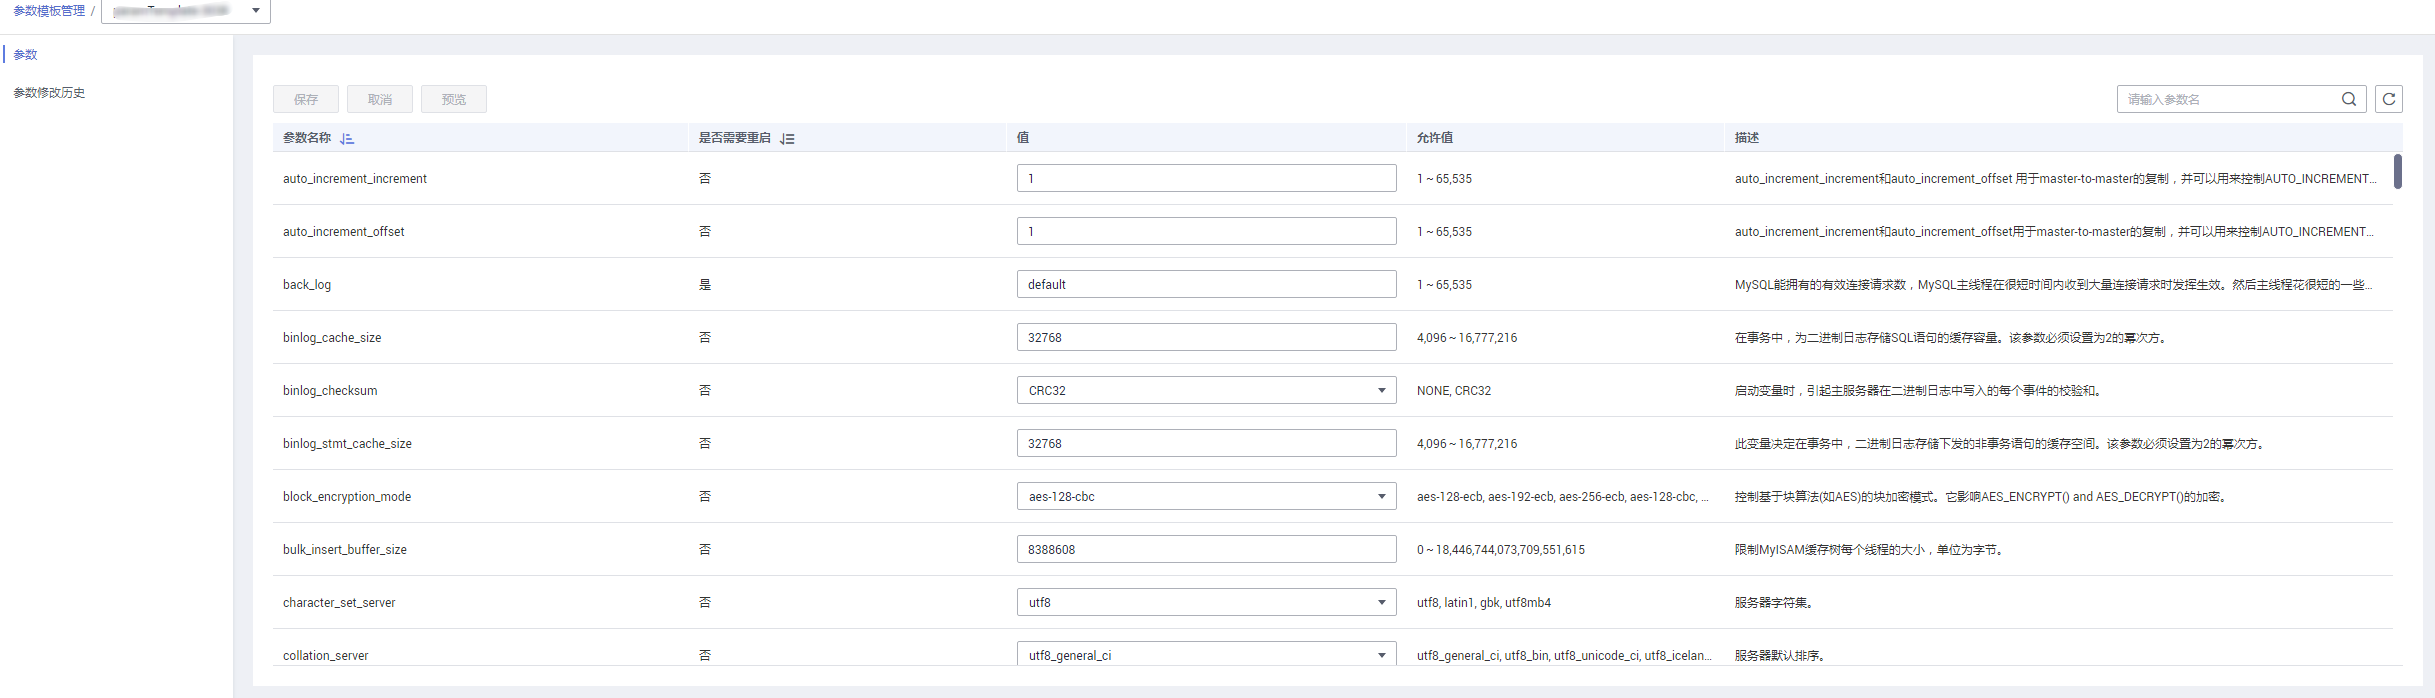 参数模板管理 /
参数
参数修改历史
保存 取消 预览 请输入参数名
参数名称 是否需要重启 值 允许值 描述
auto_increment_increment 否 1 1 ~ 65,535 auto_increment_increment和auto_increment_offset 用于master-to-master的复制，并可以用来控制AUTO_INCREMENT...
auto_increment_offset 否 1 1 ~ 65,535 auto_increment_increment和auto_increment_offset用于master-to-master的复制，并可以用来控制AUTO_INCREMENT...
back_log 是 default 1 ~ 65,535 MySQL能拥有的有效连接请求数，MySQL主线程在很短时间内收到大量连接请求时发挥生效。然后主线程花很短的一些...
binlog_cache_size 否 32768 4,096 ~ 16,777,216 在事务中，为二进制日志存储SQL语句的缓存容量。该参数必须设置为2的幂次方。
binlog_checksum 否 CRC32 NONE, CRC32 启动变量时，引起主服务器在二进制日志中写入的每个事件的校验和。
binlog_stmt_cache_size 否 32768 4,096 ~ 16,777,216 此变量决定在事务中，二进制日志存储下发的非事务语句的缓存空间。该参数必须设置为2的幂次方。
block_encryption_mode 否 aes-128-cbc aes-128-ecb, aes-192-ecb, aes-256-ecb, aes-128-cbc, ... 控制基于块算法(如AES)的块加密模式。它影响AES_ENCRYPT() and AES_DECRYPT()的加密。
bulk_insert_buffer_size 否 8388608 0 ~ 18,446,744,073,709,551,615 限制MyISAM缓存树每个线程的大小，单位为字节。
character_set_server 否 utf8 utf8, latin1, gbk, utf8mb4 服务器字符集。
collation_server 否 utf8_general_ci utf8_general_ci, utf8_bin, utf8_unicode_ci, utf8_icelan... 服务器默认排序。